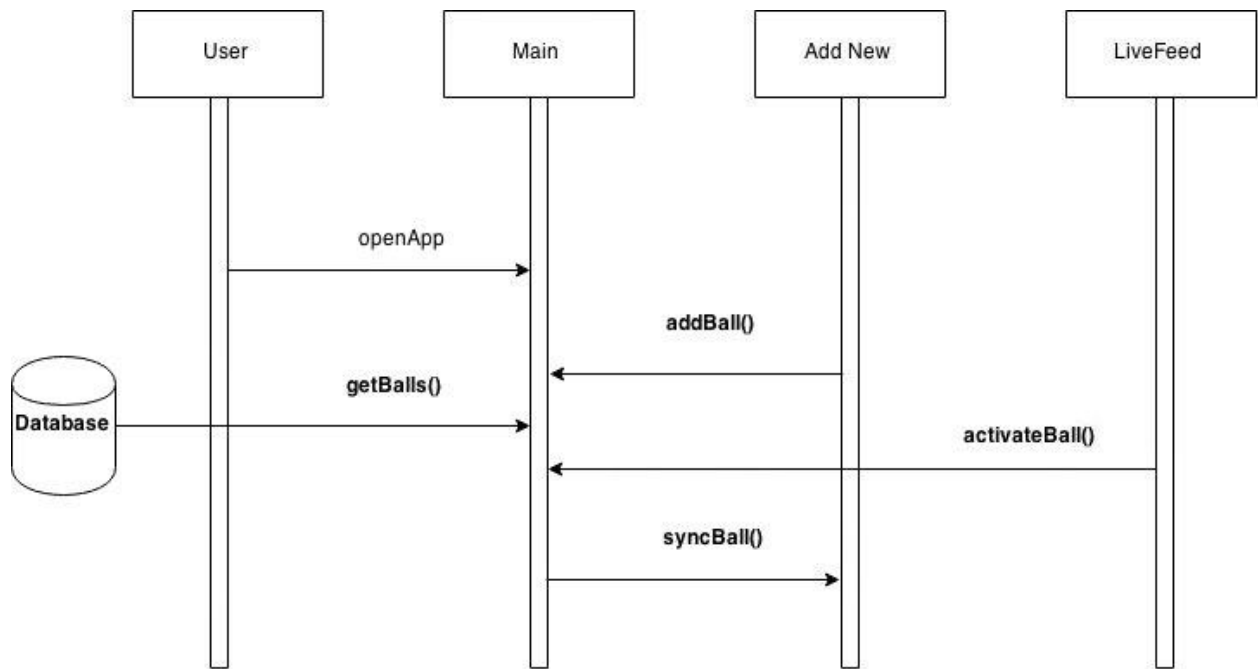 User
Main
Add New
LiveFeed
openApp
addBall()
getBalls()
Database
activateBall()
syncBall()